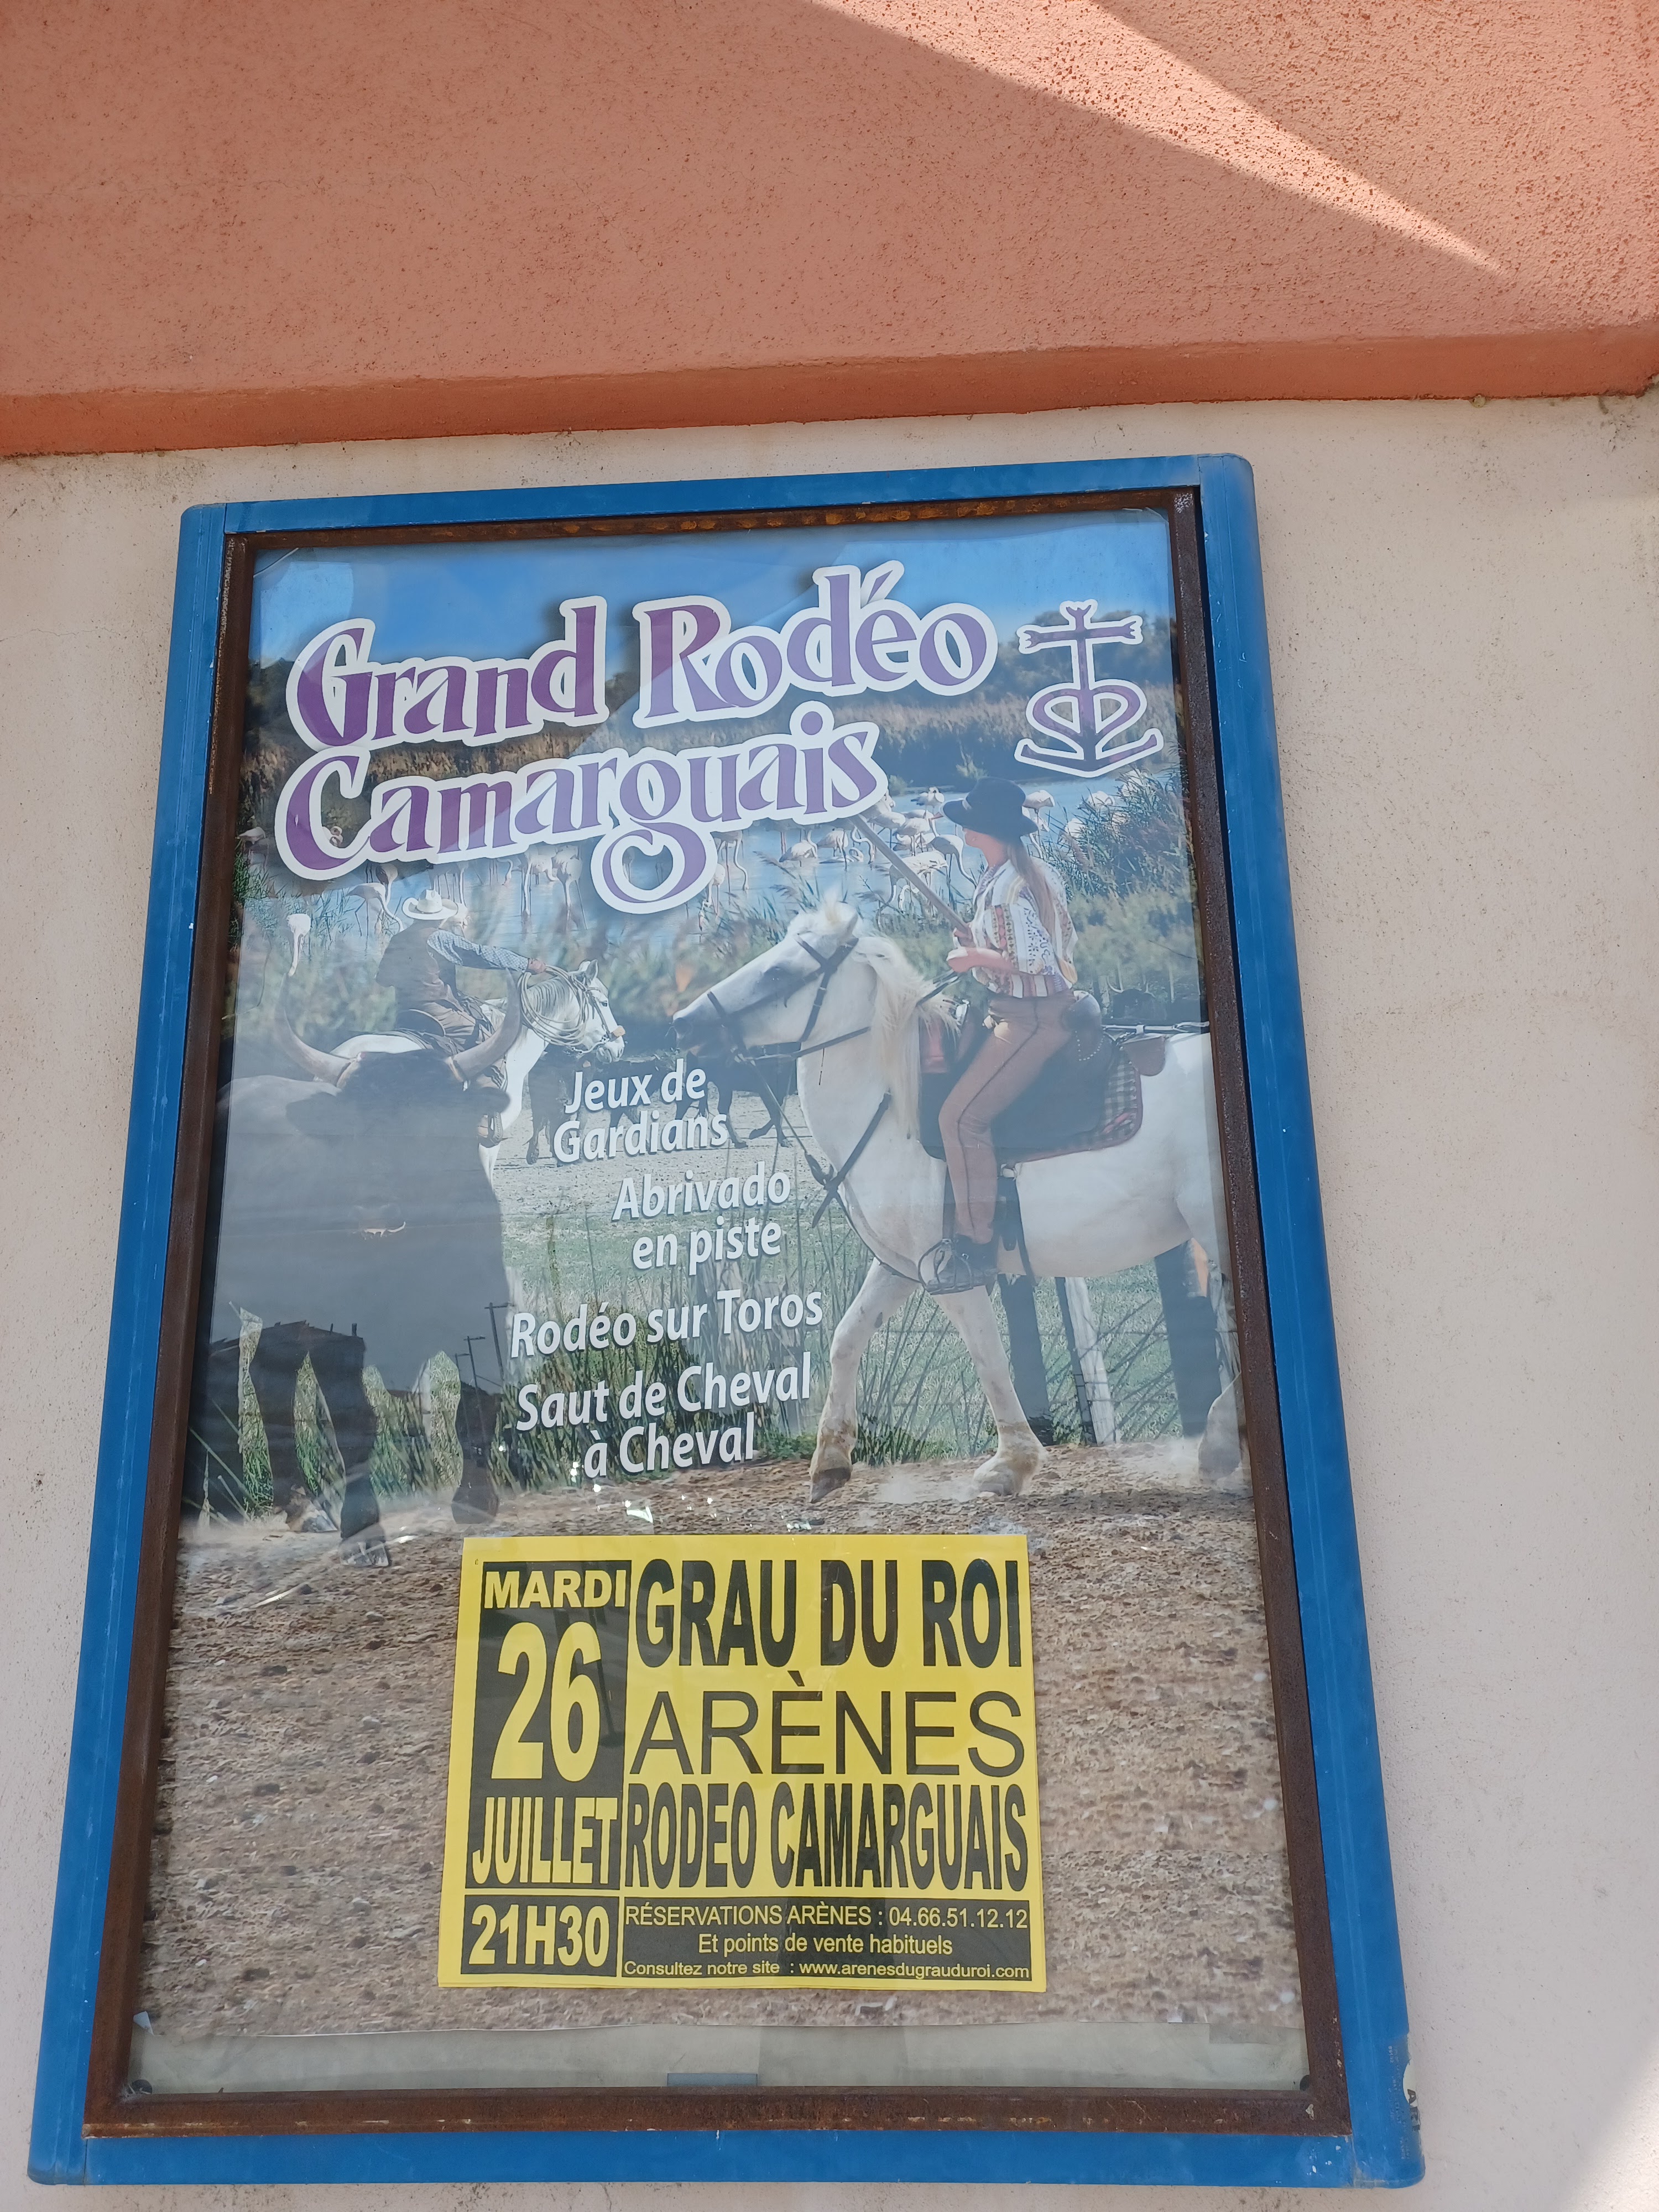 Grand Rodéo
Camarguais
Jeux de
Gardians
Abrivado
en piste
Rodéo sur Toros
Saut de Cheval
à Cheval
MARDI
26
JUILLET
21H30
GRAU DU ROI
ARÈNES
RODEO CAMARGUAIS
RÉSERVATIONS ARÈNES : 04.66.51.12.12
Et points de vente habituels
Consultez notre site : www.arenesdugrauduroi.com